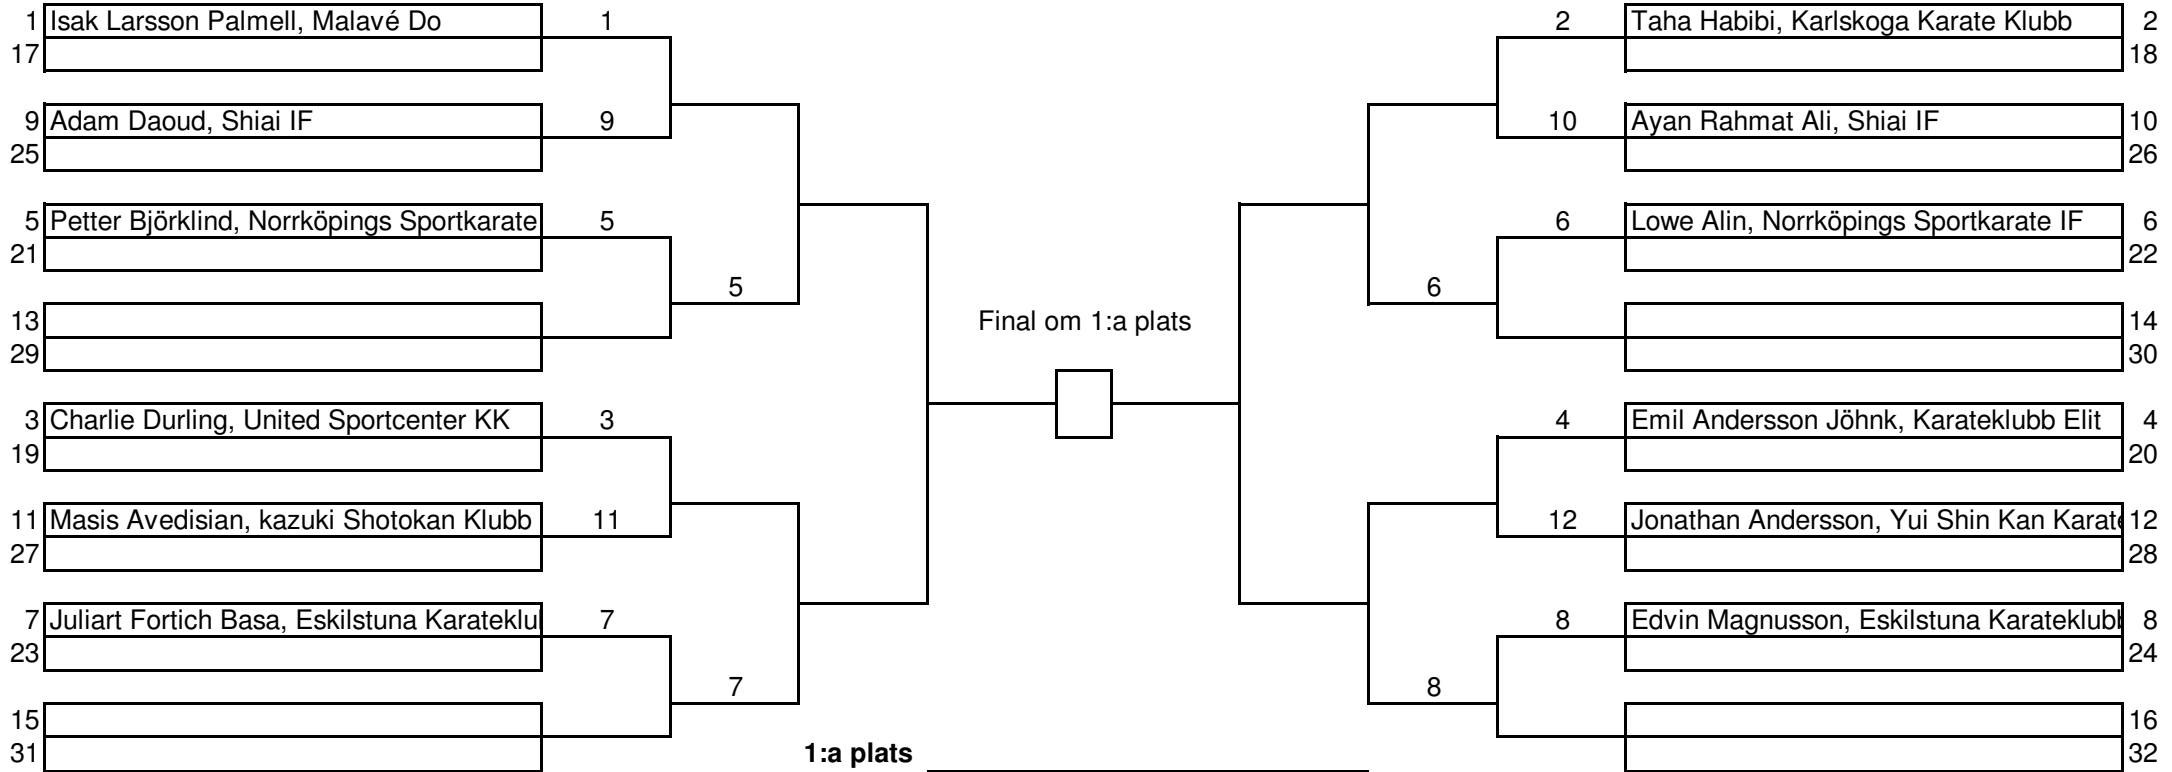 1 Isak Larsson Palmell, Malavé Do 1 2 Taha Habibi, Karlskoga Karate Klubb 2
17 18
9 Adam Daoud, Shiai IF 9 10 Ayan Rahmat Ali, Shiai IF 10
25 26
5 Petter Björklind, Norrköpings Sportkarate 5 6 Lowe Alin, Norrköpings Sportkarate IF 6
21 22
5 6
13 Final om 1:a plats 14
29 30
3 Charlie Durling, United Sportcenter KK 3 4 Emil Andersson Jöhnk, Karateklubb Elit 4
19 20
11 Masis Avedisian, kazuki Shotokan Klubb 11 12 Jonathan Andersson, Yui Shin Kan Karate 12
27 28
7 Juliart Fortich Basa, Eskilstuna Karateklu 7 8 Edvin Magnusson, Eskilstuna Karateklubb 8
23 24
7 8
15 16
31 1:a plats 32